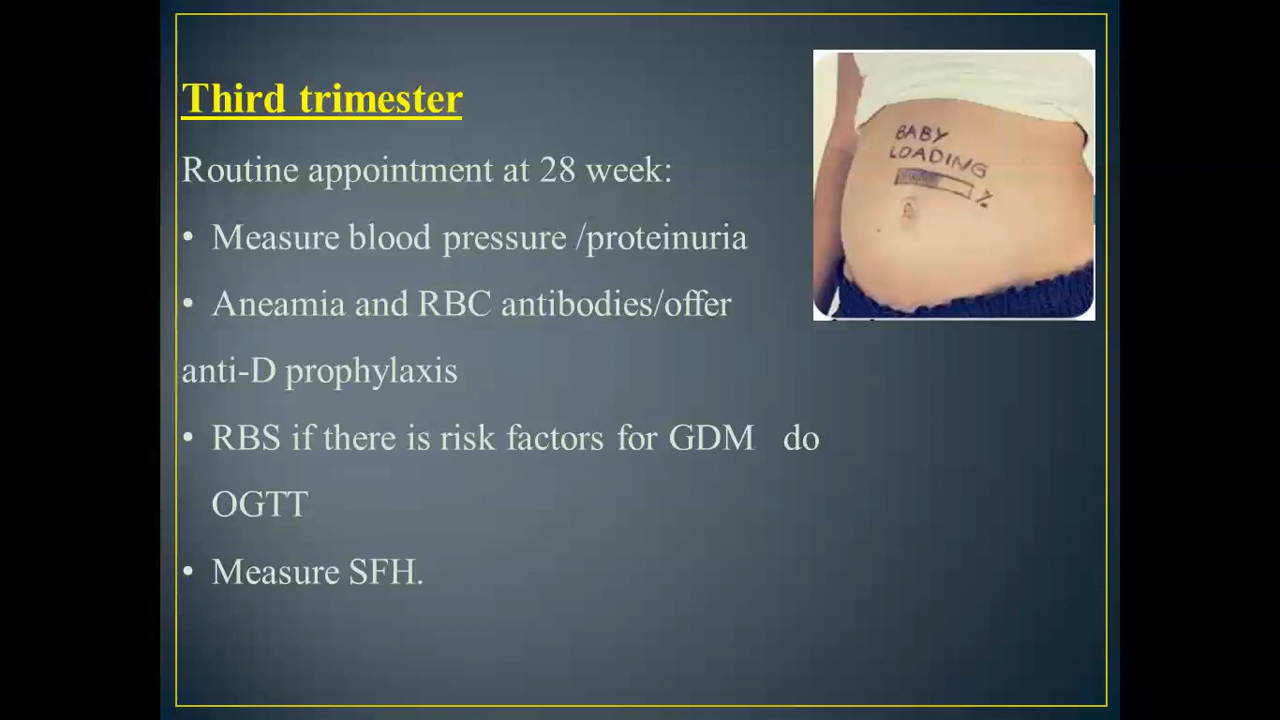 Third trimester
Routine appointment at 28 week:
• Measure blood pressure /proteinuria
• Aneamia and RBC antibodies/offer
anti-D prophylaxis
• RBS if there is risk factors for GDM do
OGTT
• Measure SFH.
BABY
LOADING
%